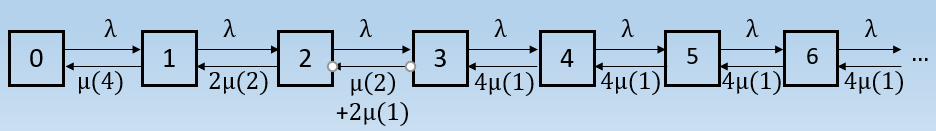 λ λ λ λ λ λ λ
0 1 2 3 4 5 6 ...
μ(4) 2μ(2) μ(2) 4μ(1) 4μ(1) 4μ(1) 4μ(1)
+2μ(1)